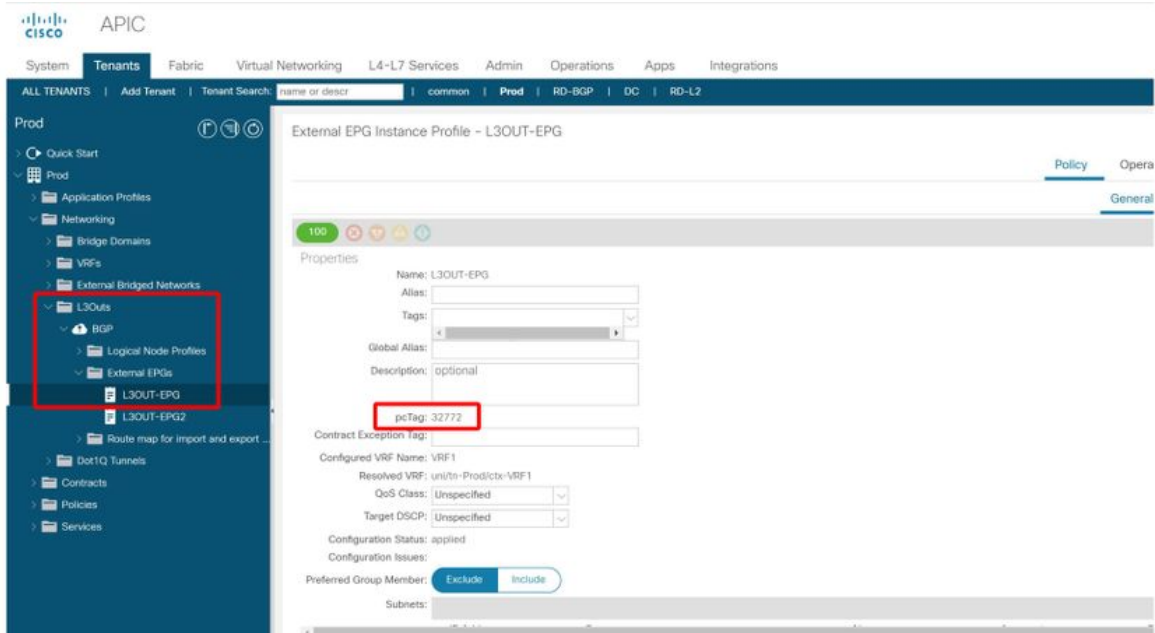 CISCO
APIC
System Tenants Fabric Virtual Networking L4-L7 Services Admin Operations Apps Integrations
ALL TENANTS | Add Tenant | Tenant Search: name or descr | common | Prod | RD-BGP | DC | RD-L2
Prod
Quick Start
Prod
Application Profiles
Networking
Bridge Domains
VRFs
External Bridged Networks
L3Outs
BGP
Logical Node Profiles
External EPGs
L3OUT-EPG
L3OUT-EPG2
Route map for import and export ...
Dot1Q Tunnels
Contracts
Policies
Services
External EPG Instance Profile - L3OUT-EPG
Policy Opera
General
100
Properties
Name: L3OUT-EPG
Alias:
Tags:
Global Alias:
Description: optional
pcTag: 32772
Contract Exception Tag:
Configured VRF Name: VRF1
Resolved VRF: uni/tn-Prod/ctx-VRF1
QoS Class: Unspecified
Target DSCP: Unspecified
Configuration Status: applied
Configuration Issues:
Preferred Group Member: Exclude Include
Subnets: